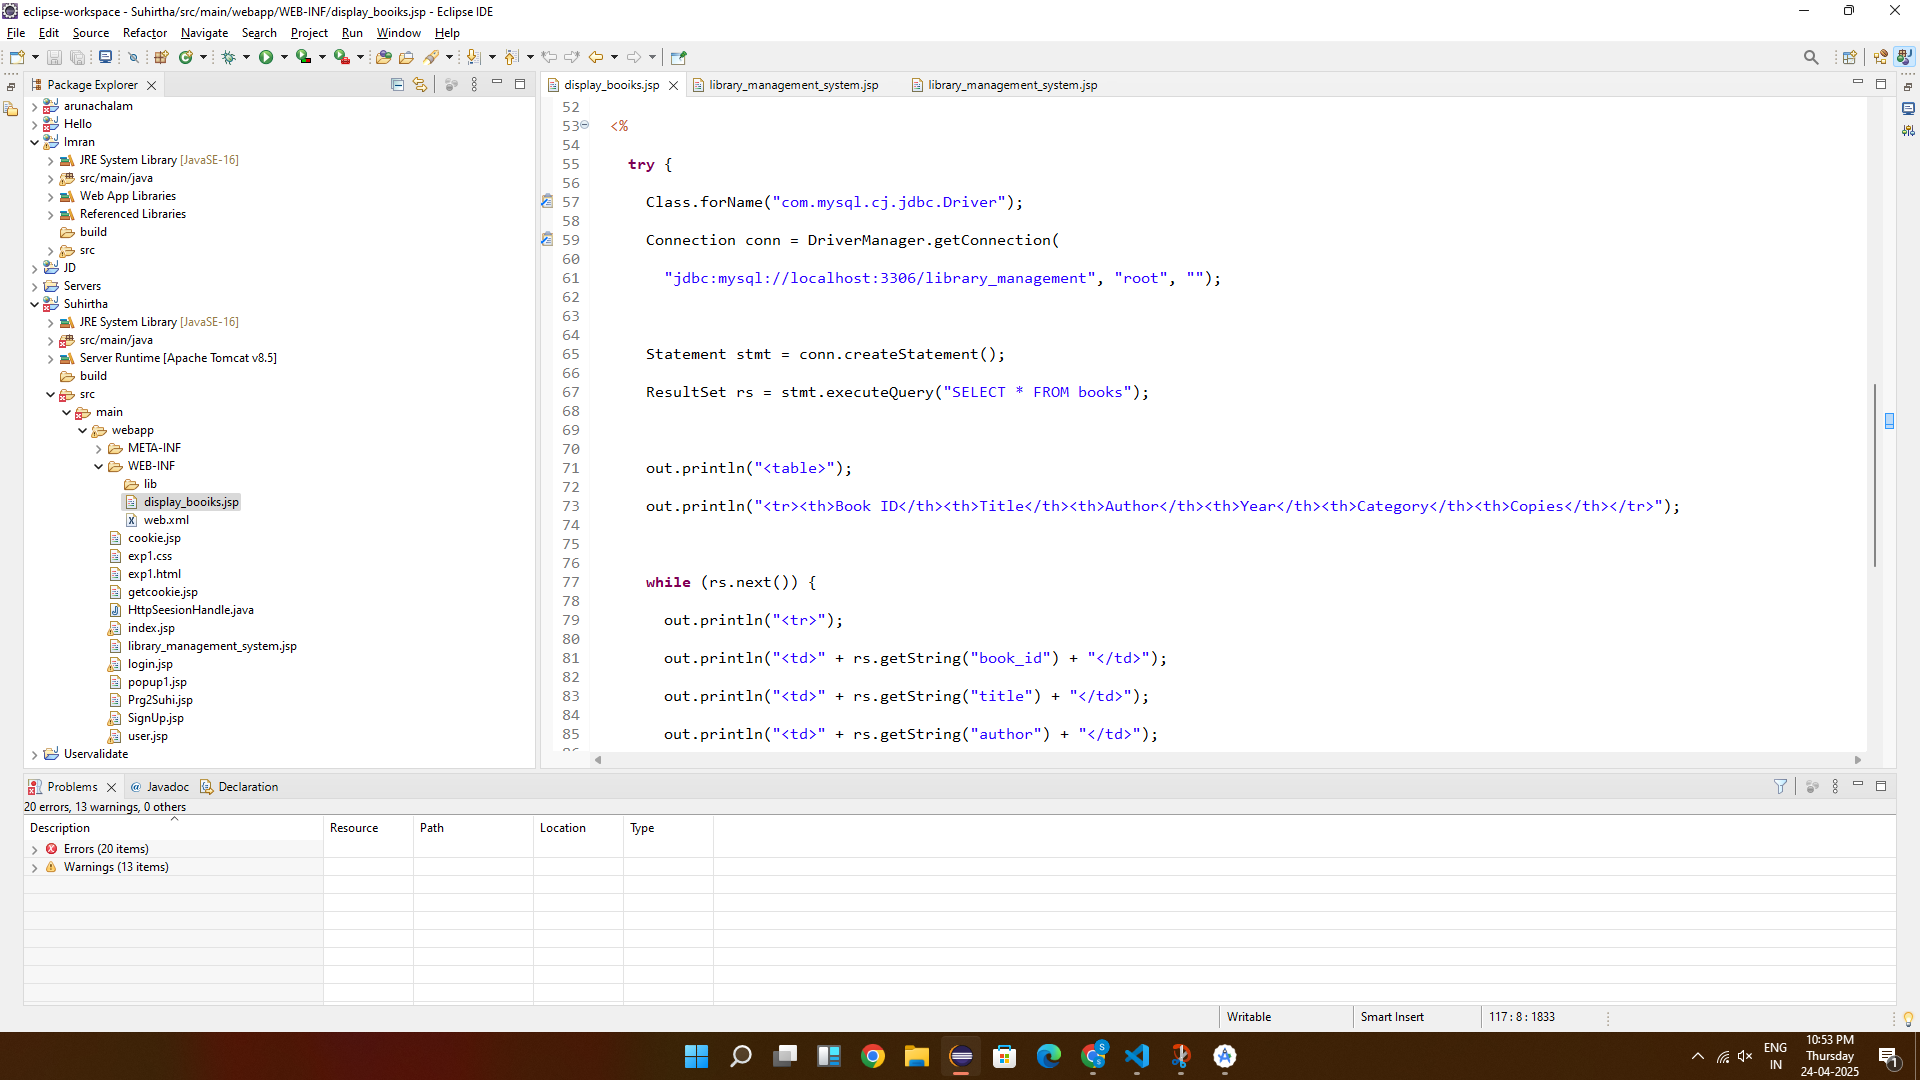 eclipse-workspace - Suhirtha/src/main/webapp/WEB-INF/display_booiks.jsp - Eclipse IDE
File Edit Source Refactor Navigate Search Project Run Window Help
Package Explorer
arunachalam
Hello
Imran
JRE System Library [JavaSE-16]
src/main/java
Web App Libraries
Referenced Libraries
build
src
JD
Servers
Suhirtha
JRE System Library [JavaSE-16]
src/main/java
Server Runtime [Apache Tomcat v8.5]
build
src
main
webapp
META-INF
WEB-INF
lib
display_booiks.jsp
web.xml
cookie.jsp
exp1.css
exp1.html
getcookie.jsp
HttpSeesionHandle.java
index.jsp
library_management_system.jsp
login.jsp
popup1.jsp
Prg2Suhi.jsp
SignUp.jsp
user.jsp
Uservalidate
display_booiks.jsp library_management_system.jsp library_management_system.jsp
52
53 <%
54
55 try {
56
57 Class.forName("com.mysql.cj.jdbc.Driver");
58
59 Connection conn = DriverManager.getConnection(
60
61 "jdbc:mysql://localhost:3306/library_management", "root", "");
62
63
64
65 Statement stmt = conn.createStatement();
66
67 ResultSet rs = stmt.executeQuery("SELECT * FROM books");
68
69
70
71 out.println("<table>");
72
73 out.println("<tr><th>Book ID</th><th>Title</th><th>Author</th><th>Year</th><th>Category</th><th>Copies</th></tr>");
74
75
76
77 while (rs.next()) {
78
79 out.println("<tr>");
80
81 out.println("<td>" + rs.getString("book_id") + "</td>");
82
83 out.println("<td>" + rs.getString("title") + "</td>");
84
85 out.println("<td>" + rs.getString("author") + "</td>");
86
Problems Javadoc Declaration
20 errors, 13 warnings, 0 others
Description Resource Path Location Type
Errors (20 items)
Warnings (13 items)
Writable Smart Insert 117 : 8 : 1833
ENG
IN
10:53 PM
Thursday
24-04-2025
1